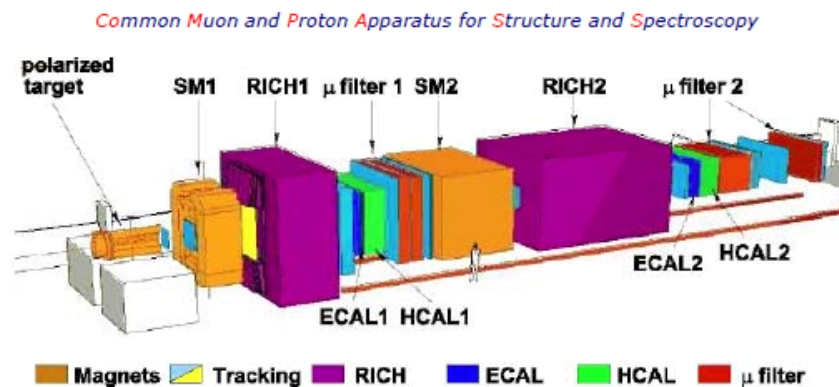 Common Muon and Proton Apparatus for Structure and Spectroscopy
polarized
target
SM1 RICH1 μ filter 1 SM2 RICH2 μ filter 2
ECAL1 HCAL1
ECAL2 HCAL2
Magnets Tracking RICH ECAL HCAL μ filter